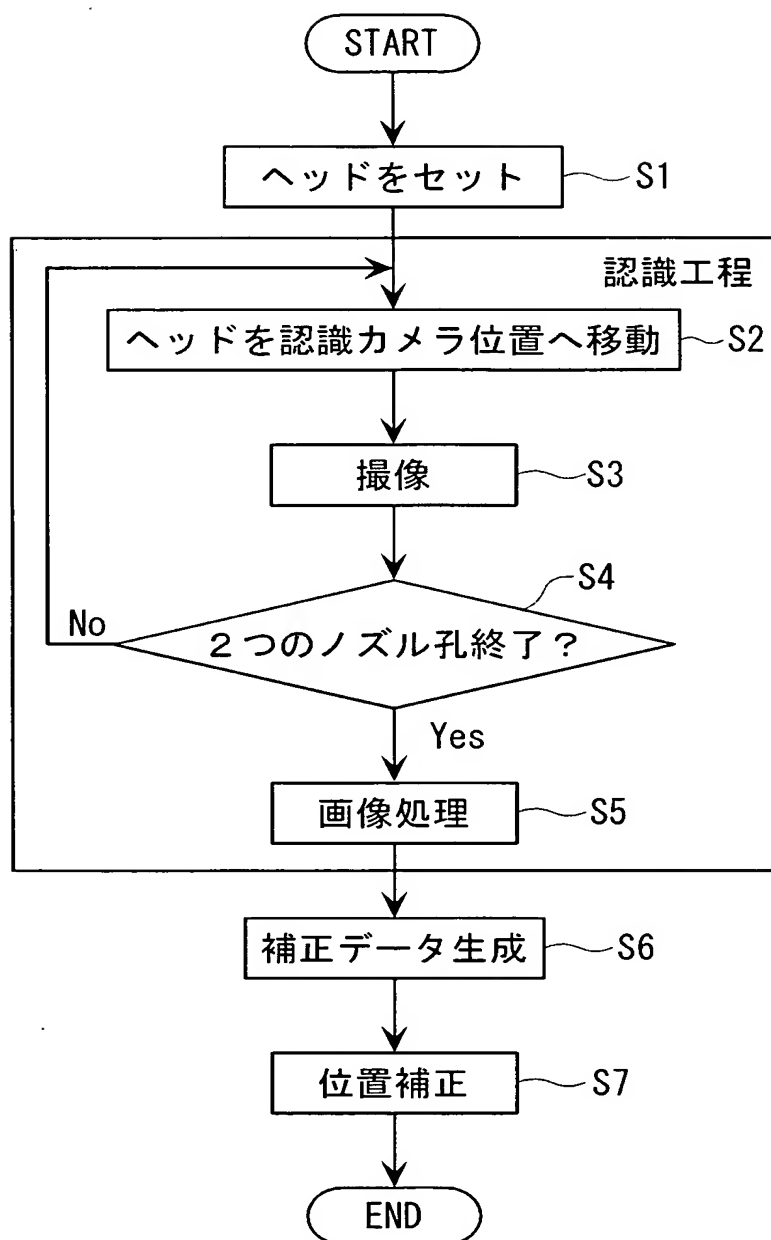 START
ヘッドをセット
S1
認識工程
ヘッドを認識カメラ位置へ移動
S2
撮像
S3
S4
No
2つのノズル孔終了?
Yes
画像処理
S5
補正データ生成
S6
位置補正
S7
END